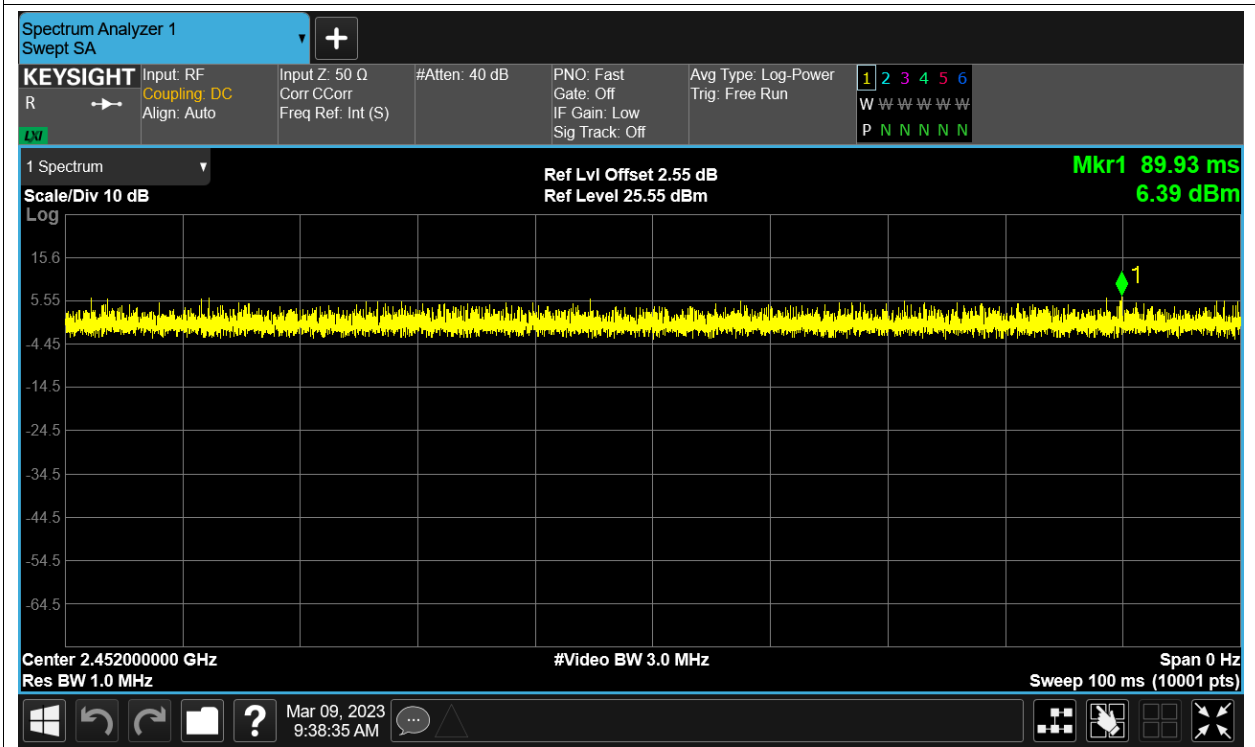 Spectrum Analyzer 1
Swept SA
KEYSIGHT
R
LXI
Input: RF
Coupling: DC
Align: Auto
Input Z: 50 Ω
Corr CCorr
Freq Ref: Int (S)
#Atten: 40 dB
PNO: Fast
Gate: Off
IF Gain: Low
Sig Track: Off
Avg Type: Log-Power
Trig: Free Run
1 2 3 4 5 6
W W W W W W
P N N N N N
1 Spectrum
Scale/Div 10 dB
Ref Lvl Offset 2.55 dB
Ref Level 25.55 dBm
Mkr1 89.93 ms
6.39 dBm
Log
15.6
5.55
-4.45
-14.5
-24.5
-34.5
-44.5
-54.5
-64.5
1
Center 2.452000000 GHz
Res BW 1.0 MHz
#Video BW 3.0 MHz
Span 0 Hz
Sweep 100 ms (10001 pts)
?
Mar 09, 2023
9:38:35 AM